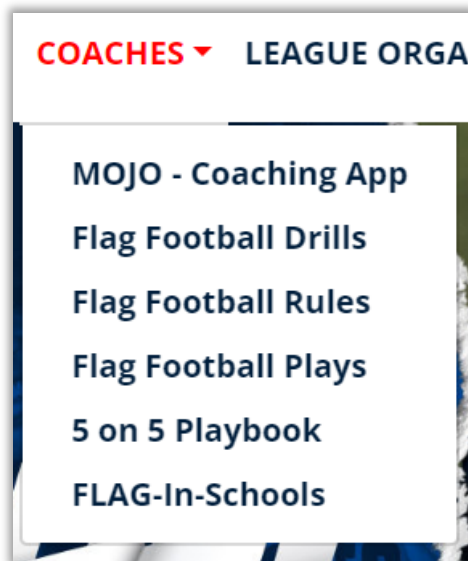 COACHES LEAGUE ORGA
MOJO - Coaching App
Flag Football Drills
Flag Football Rules
Flag Football Plays
5 on 5 Playbook
FLAG-In-Schools